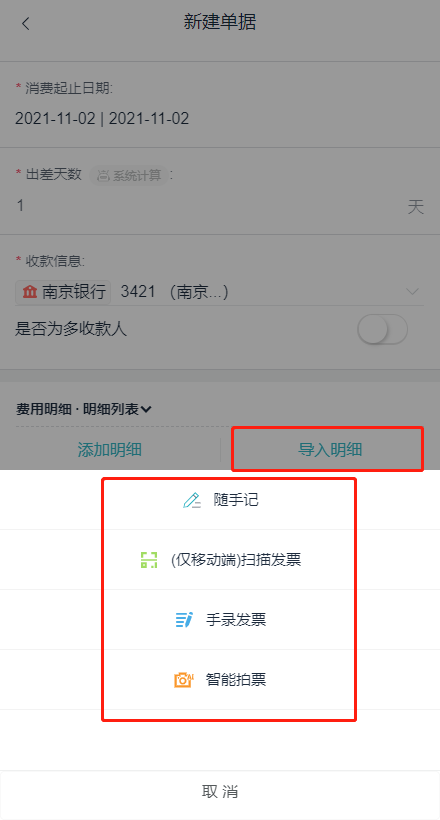 新建单据
* 消费起止日期:
2021-11-02 | 2021-11-02
* 出差天数 系统计算 :
1 天
* 收款信息:
南京银行 3421 （南京...）
是否为多收款人
费用明细 · 明细列表
添加明细 导入明细
随手记
(仅移动端)扫描发票
手录发票
智能拍票
取 消